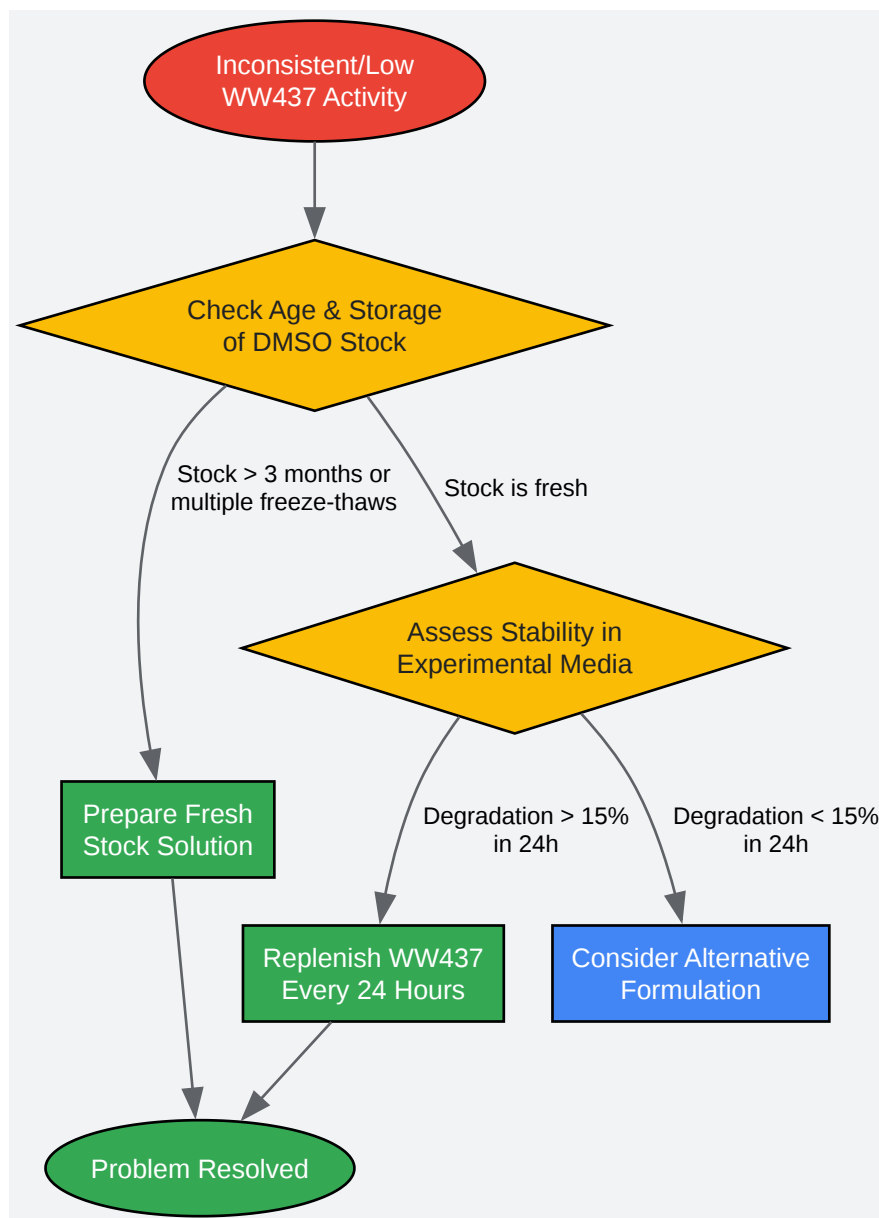 Inconsistent/Low
WW437 Activity
Check Age & Storage
of DMSO Stock
Stock > 3 months or
multiple freeze-thaws
Stock is fresh
Assess Stability in
Experimental Media
Degradation > 15%
in 24h
Degradation < 15%
in 24h
Prepare Fresh
Stock Solution
Replenish WW437
Every 24 Hours
Consider Alternative
Formulation
Problem Resolved